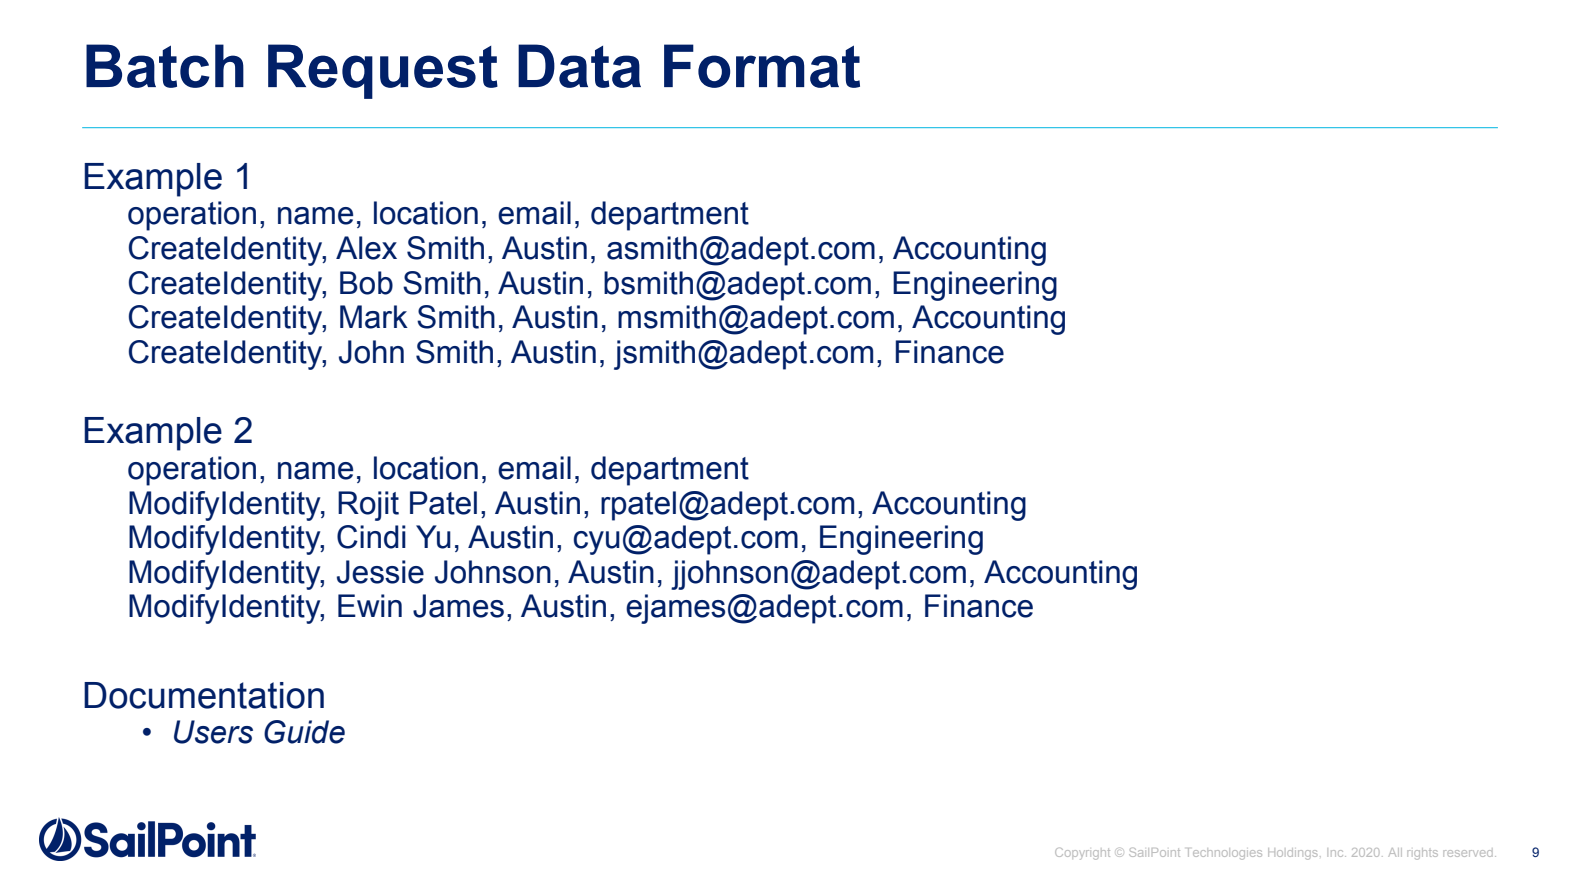 Batch Request Data Format
Example 1
operation, name, location, email, department
CreateIdentity, Alex Smith, Austin, asmith@adept.com, Accounting
CreateIdentity, Bob Smith, Austin, bsmith@adept.com, Engineering
CreateIdentity, Mark Smith, Austin, msmith@adept.com, Accounting
CreateIdentity, John Smith, Austin, jsmith@adept.com, Finance
Example 2
operation, name, location, email, department
ModifyIdentity, Rojit Patel, Austin, rpatel@adept.com, Accounting
ModifyIdentity, Cindi Yu, Austin, cyu@adept.com, Engineering
ModifyIdentity, Jessie Johnson, Austin, jjohnson@adept.com, Accounting
ModifyIdentity, Ewin James, Austin, ejames@adept.com, Finance
Documentation
• Users Guide
SailPoint
Copyright © SailPoint Technologies Holdings, Inc. 2020. All rights reserved. 9